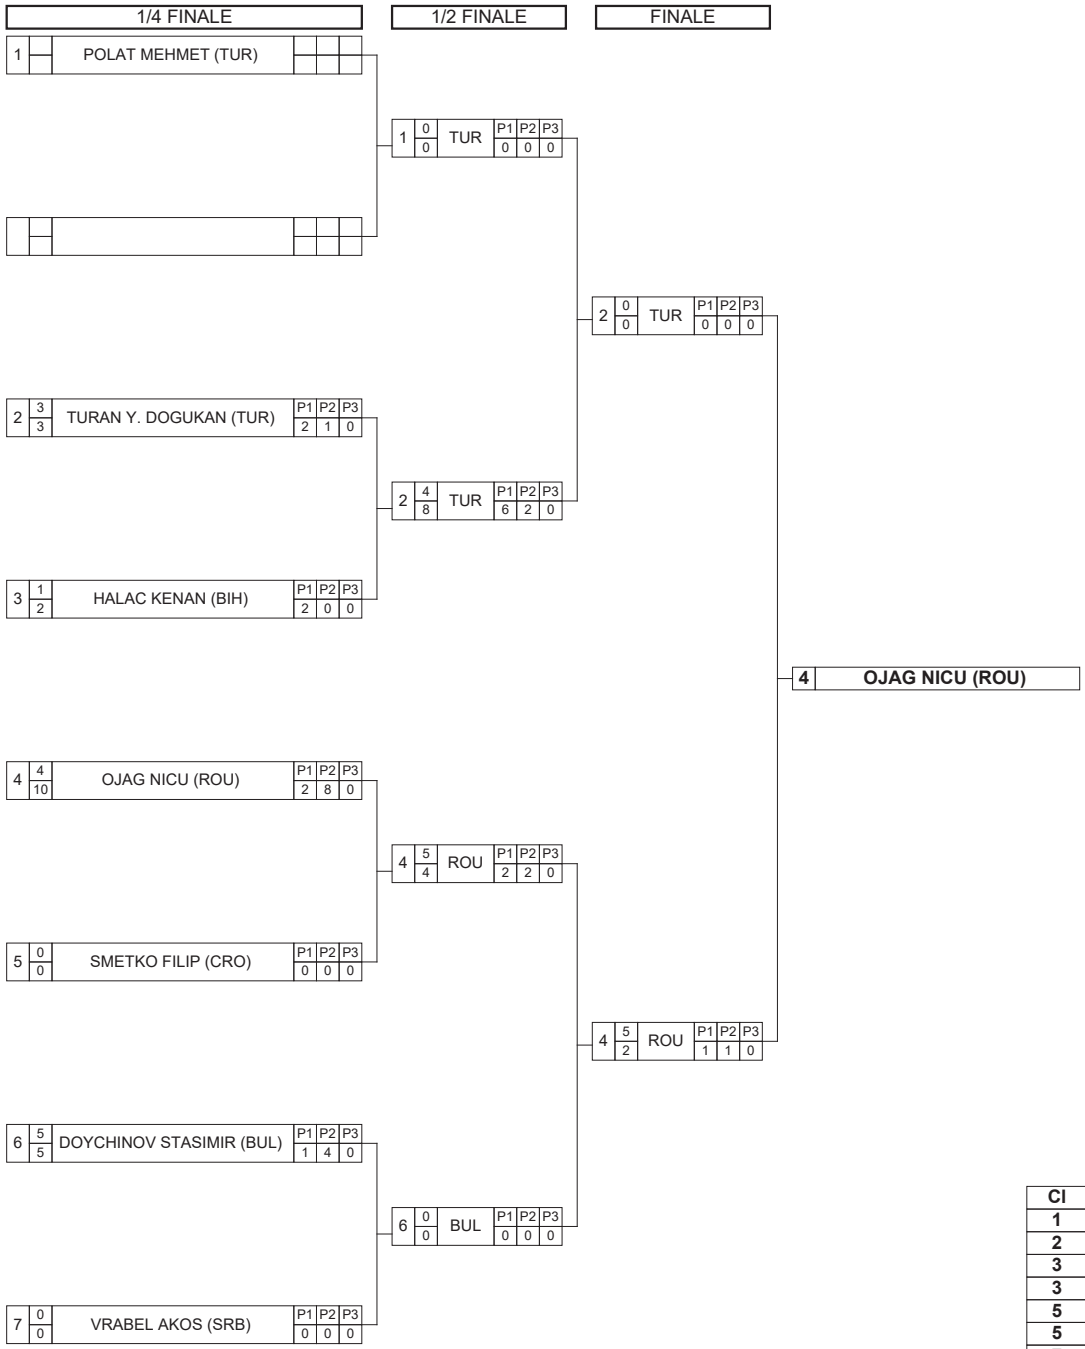 1/4 FINALE 1/2 FINALE FINALE
1 POLAT MEHMET (TUR)
1 0 TUR P1 P2 P3
0 0 0 0
2 0 TUR P1 P2 P3
0 0 0 0
2 3 TURAN Y. DOGUKAN (TUR) P1 P2 P3
3 2 1 0
2 4 TUR P1 P2 P3
8 6 2 0
3 1 HALAC KENAN (BIH) P1 P2 P3
2 2 0 0
4 OJAG NICU (ROU)
4 4 OJAG NICU (ROU) P1 P2 P3
10 2 8 0
4 5 ROU P1 P2 P3
4 2 2 0
5 0 SMETKO FILIP (CRO) P1 P2 P3
0 0 0 0
4 5 ROU P1 P2 P3
2 1 1 0
6 5 DOYCHINOV STASIMIR (BUL) P1 P2 P3
5 1 4 0
6 0 BUL P1 P2 P3
0 0 0 0
7 0 VRABEL AKOS (SRB) P1 P2 P3
0 0 0 0
Cl
1
2
3
3
5
5